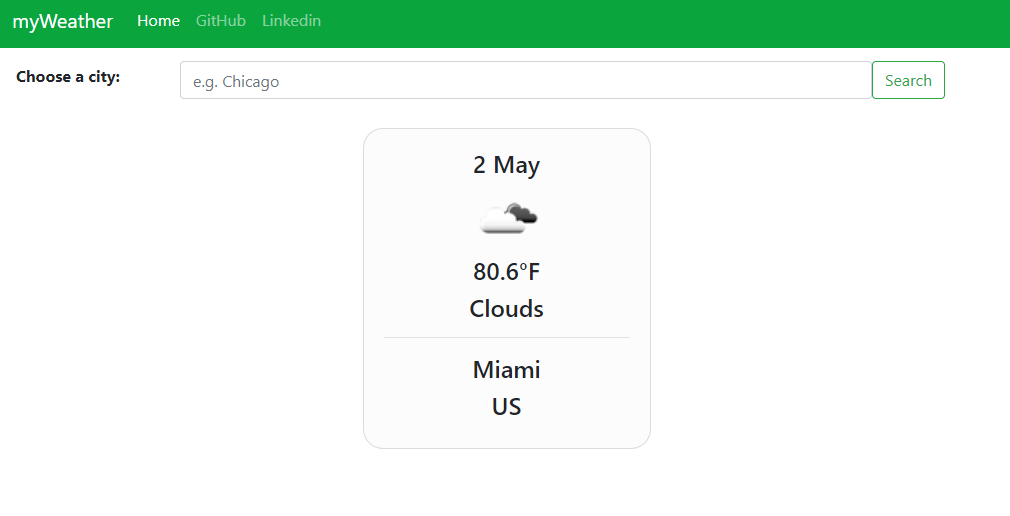 myWeather Home GitHub Linkedin
Choose a city: e.g. Chicago Search
2 May
80.6°F
Clouds
Miami
US